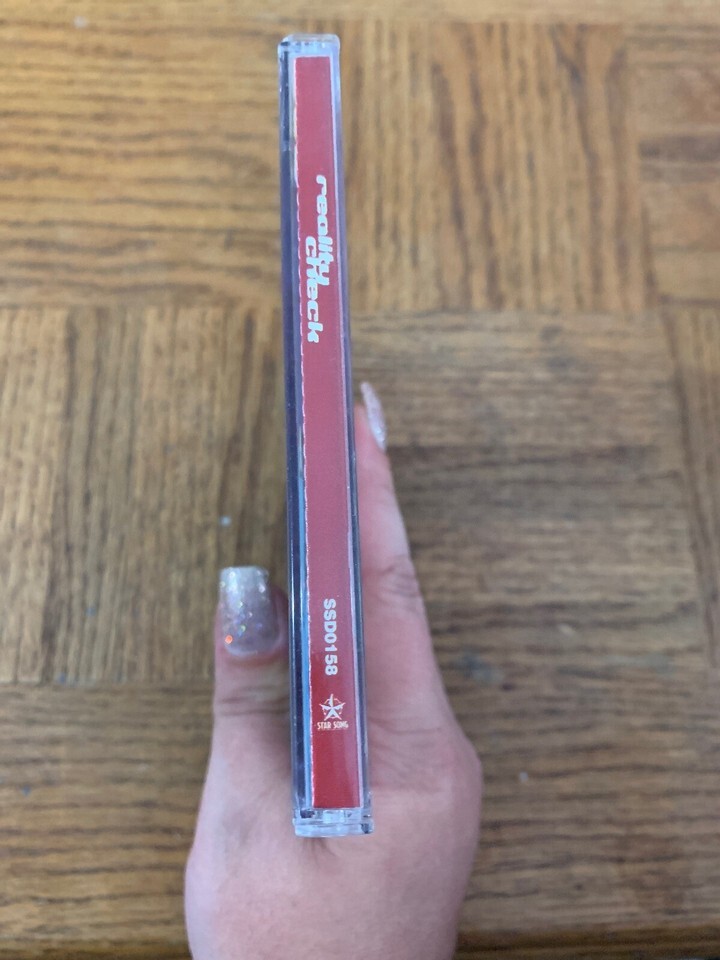 reality
check
SSD0158
STAR SONG